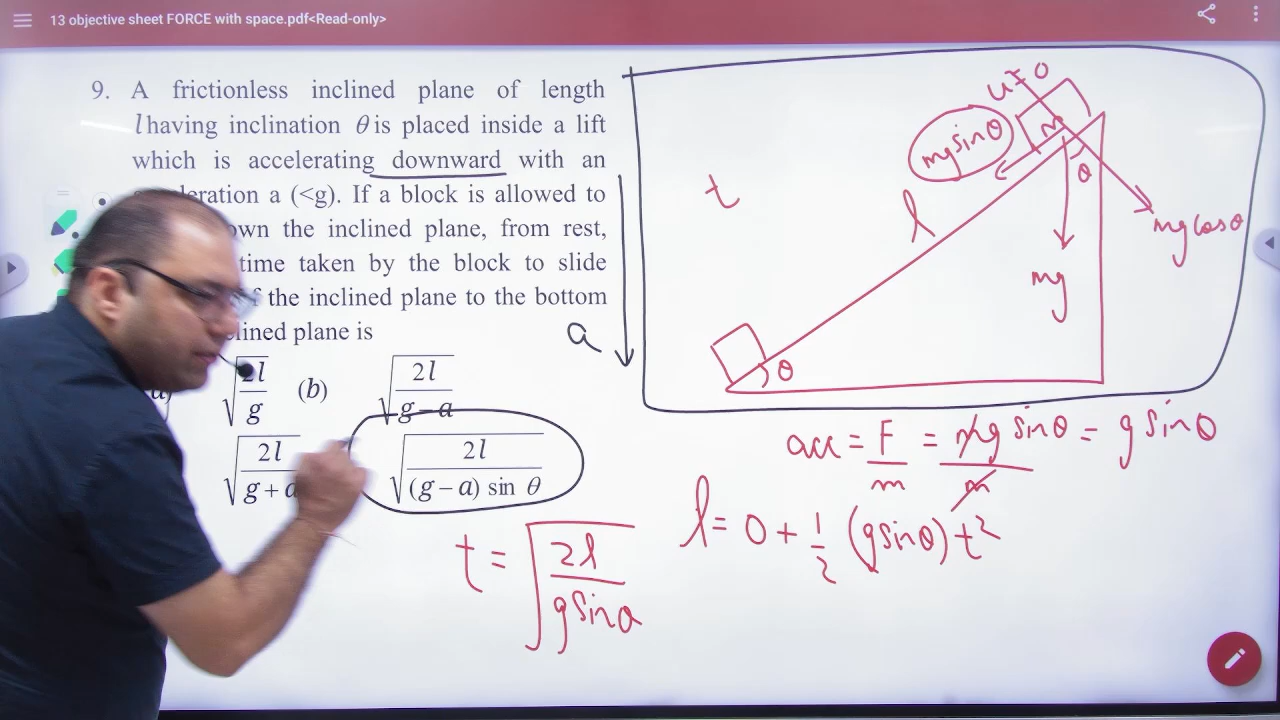 13 objective sheet FORCE with space.pdf<Read-only>
9. A frictionless inclined plane of length
l having inclination θ is placed inside a lift
which is accelerating downward with an
a (<g). If a block is allowed to
the inclined plane, from rest,
time taken by the block to slide
the inclined plane to the bottom
plane is
√(2l/g) (b) √(2l/(g-a))
√(2l/(g+a)) √(2l/((g-a) sin θ))
a
t
u=0
m
mg sinθ
θ
l
mg cosθ
mg
θ
acc = F/m = mg sinθ/m = g sinθ
l = 0 + 1/2 (g sinθ) t²
t = √(2l/(g sinθ))